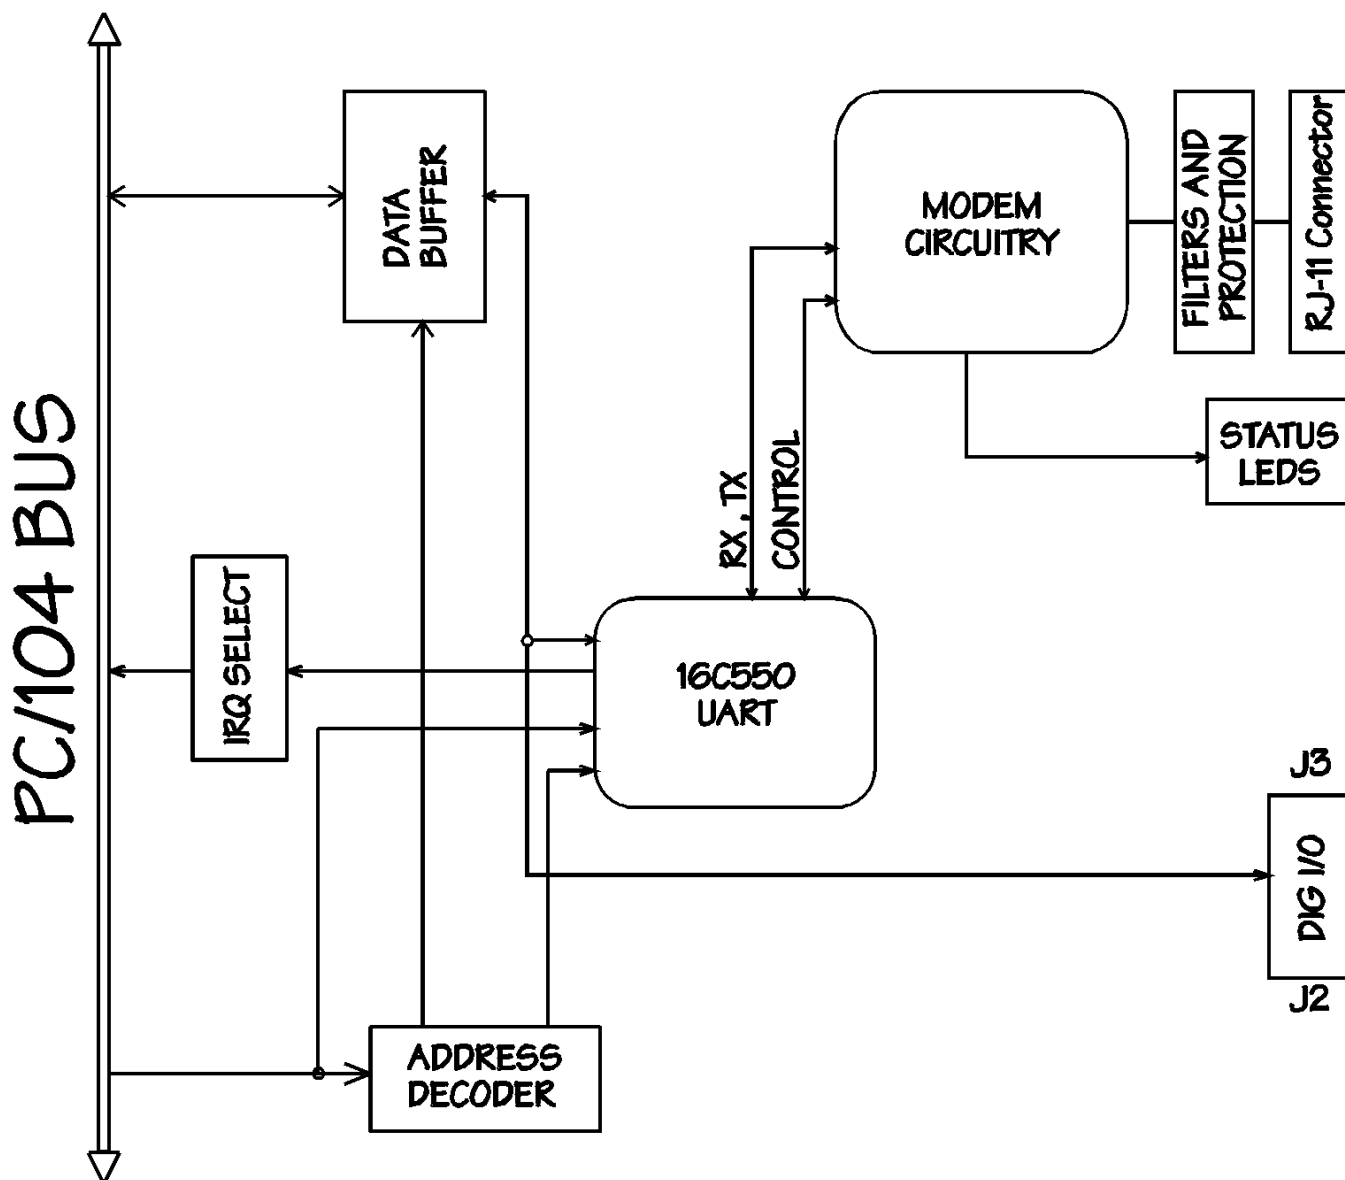 PC/104 BUS
DATA
BUFFER
MODEM
CIRCUITRY
FILTERS AND
PROTECTION
RJ-11 Connector
STATUS
LEDS
RX , TX
CONTROL
IRQ SELECT
16C550
UART
J3
DIG I/O
J2
ADDRESS
DECODER